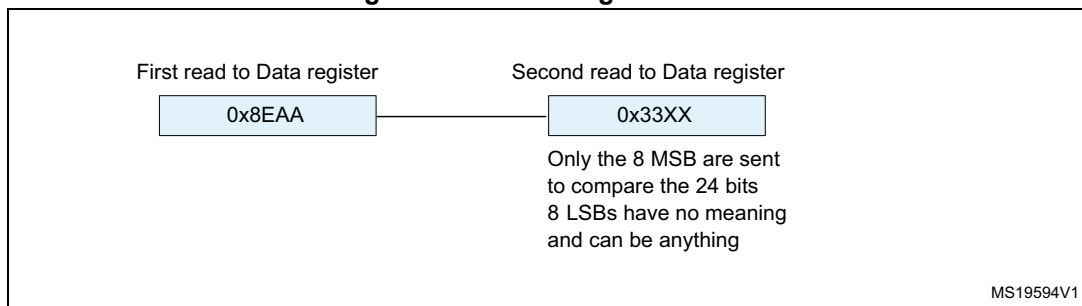 First read to Data register
Second read to Data register
0x8EAA
0x33XX
Only the 8 MSB are sent
to compare the 24 bits
8 LSBs have no meaning
and can be anything
MS19594V1